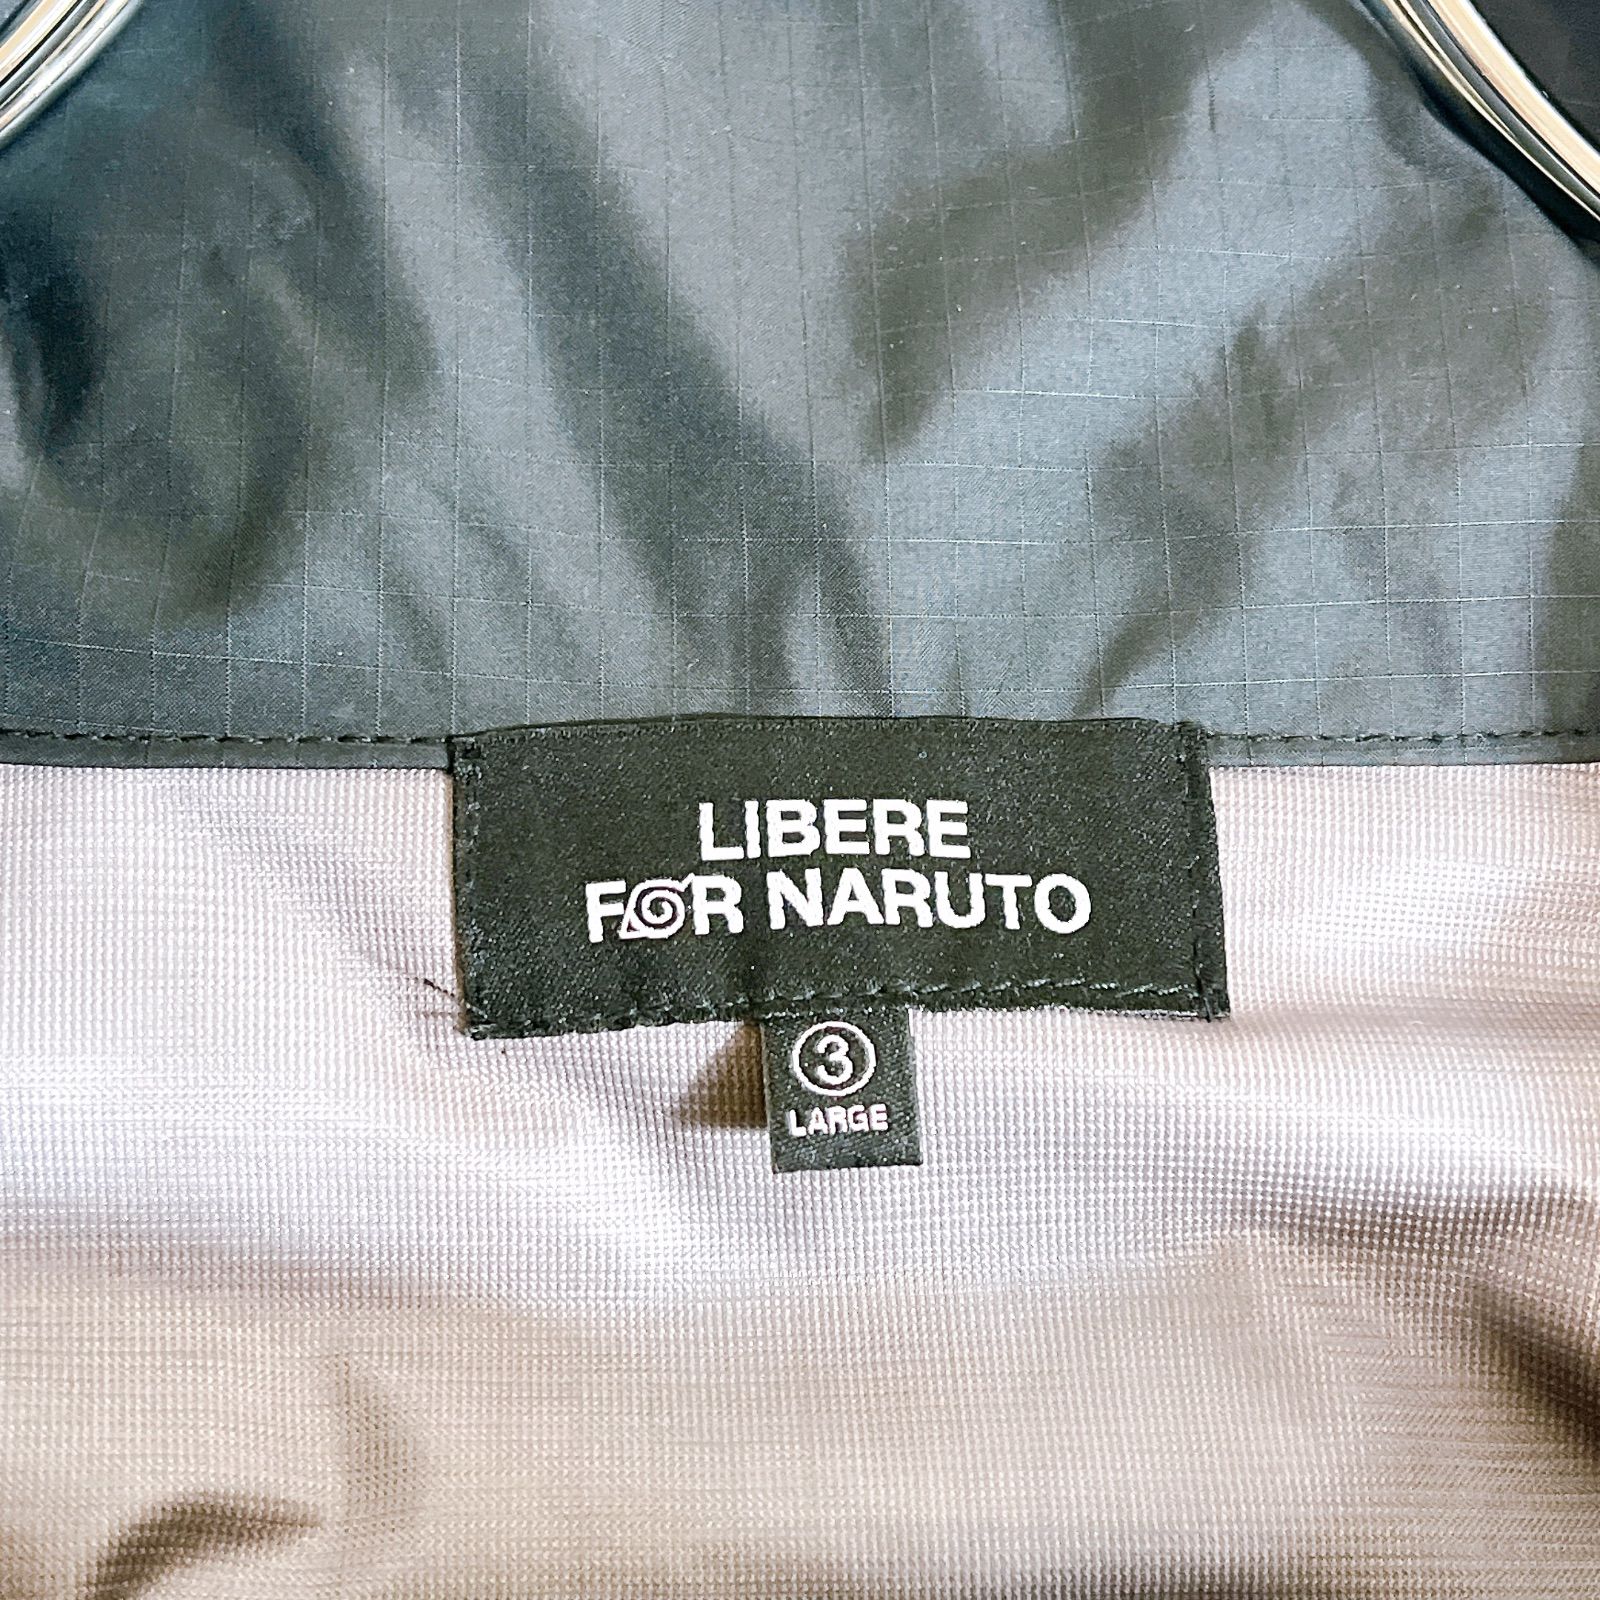 LIBERE
FOR NARUTO
3
LARGE